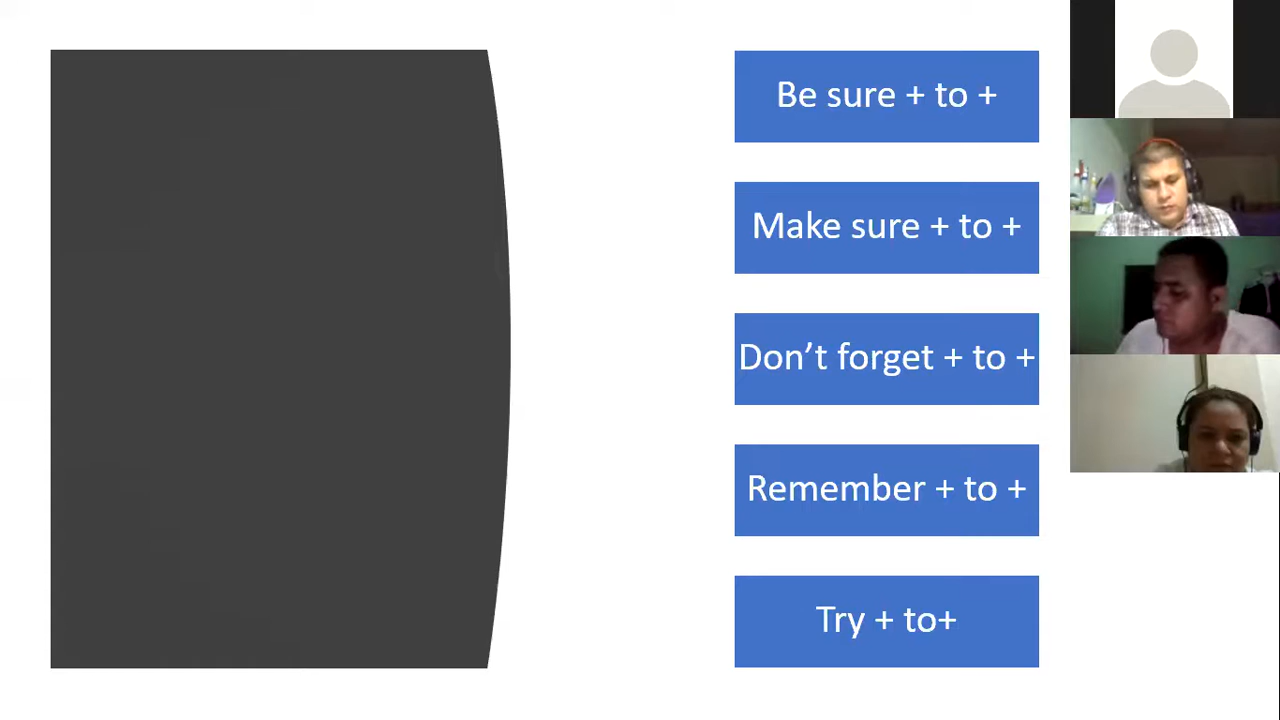 Be sure + to +
Make sure + to +
Don’t forget + to +
Remember + to +
Try + to+